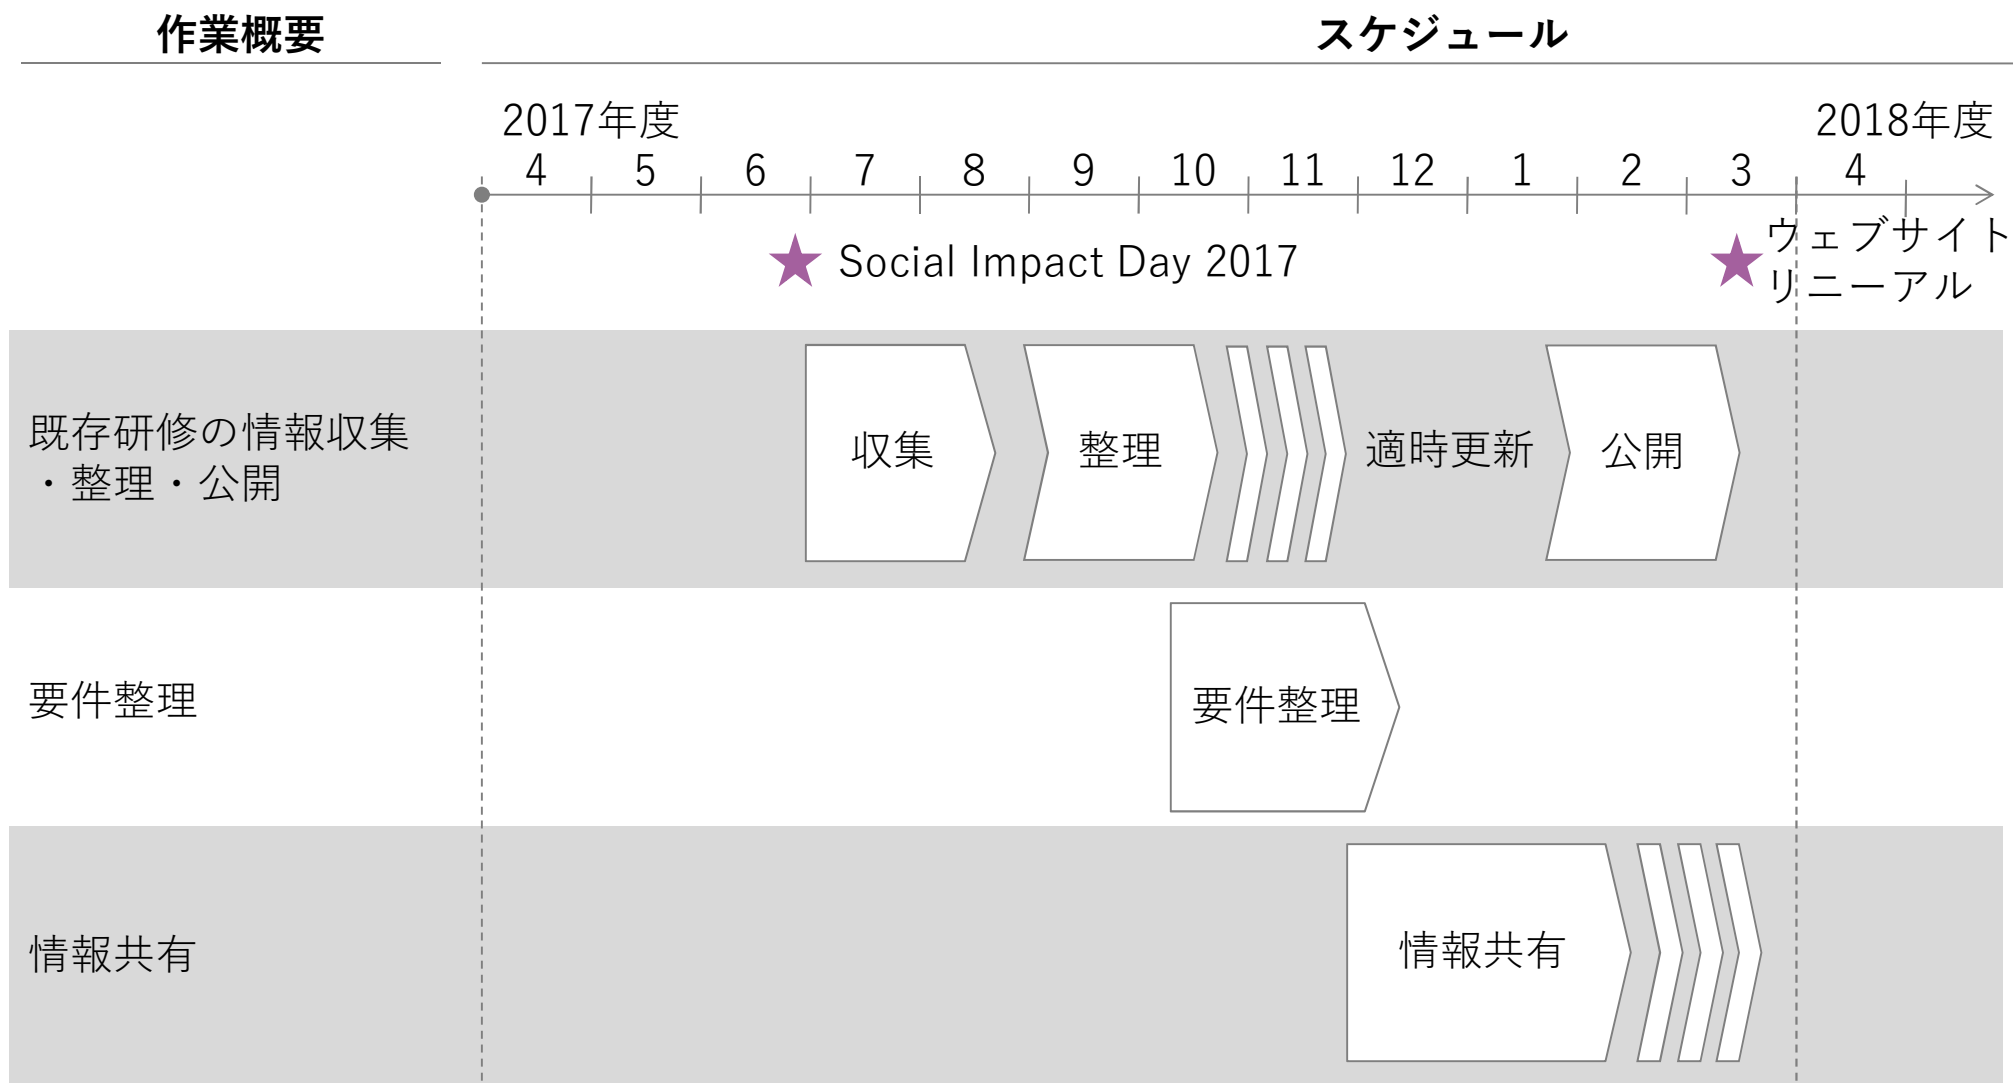 作業概要
スケジュール
2017年度
2018年度
4 5 6 7 8 9 10 11 12 1 2 3 4
Social Impact Day 2017
ウェブサイト
リニーアル
既存研修の情報収集
・整理・公開
収集
整理
適時更新
公開
要件整理
要件整理
情報共有
情報共有